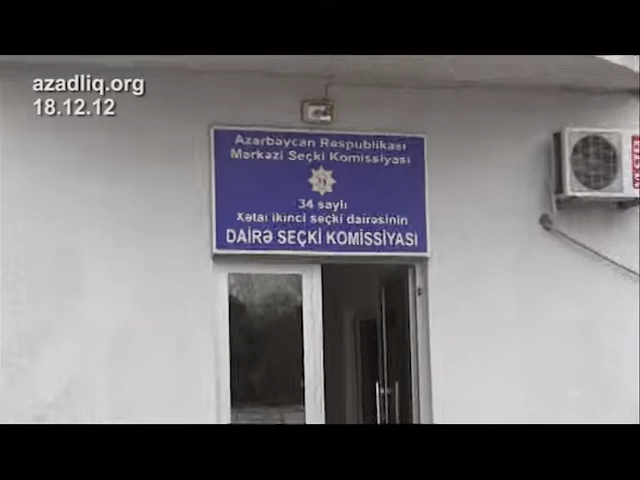 azadliq.org
18.12.12
Azərbaycan Respublikası
Mərkəzi Seçki Komissiyası
34 saylı
Xətai ikinci seçki dairəsinin
DAİRƏ SEÇKİ KOMİSSİYASI